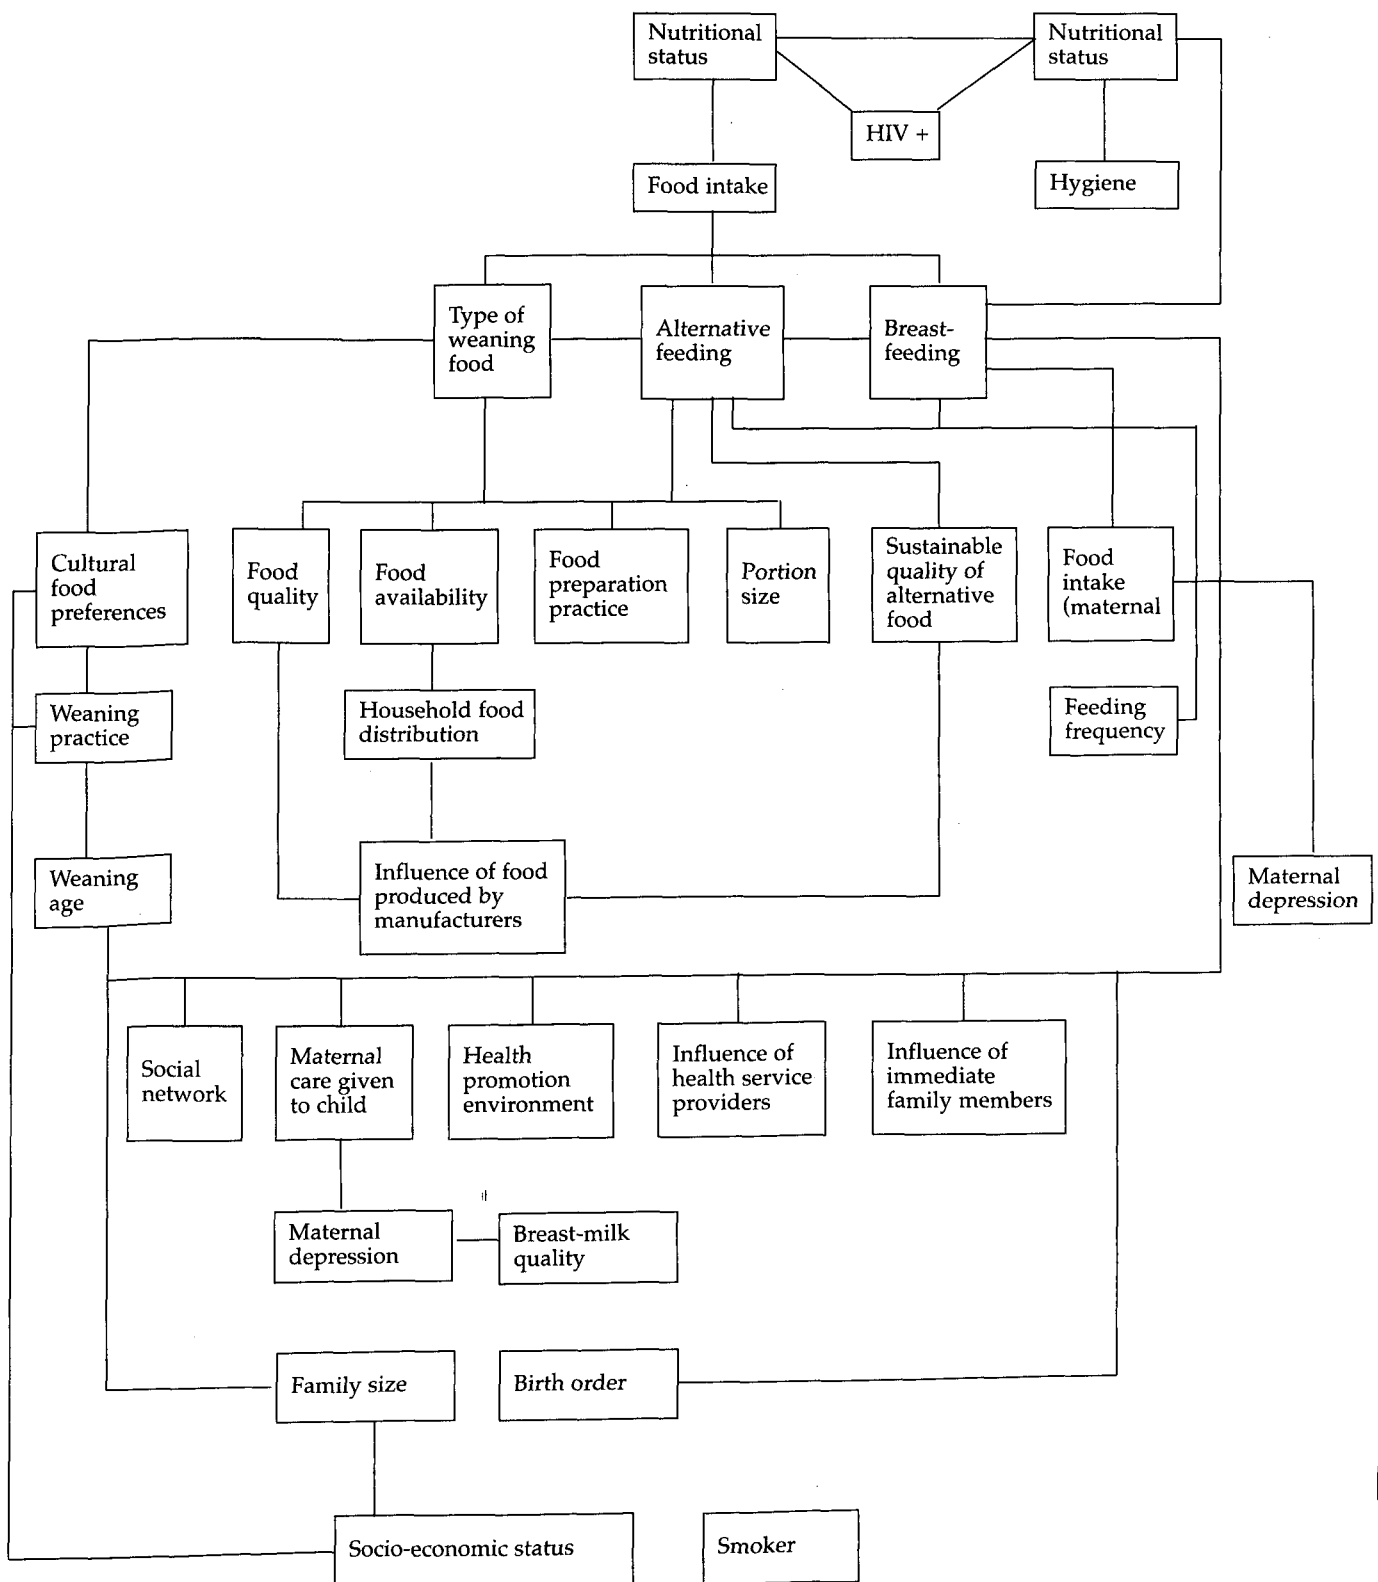 Nutritional
status
Nutritional
status
HIV +
Food intake
Hygiene
Type of
weaning
food
Alternative
feeding
Breast-
feeding
Cultural
food
preferences
Food
quality
Food
availability
Food
preparation
practice
Portion
size
Sustainable
quality of
alternative
food
Food
intake
(maternal
Weaning
practice
Household food
distribution
Feeding
frequency
Weaning
age
Influence of food
produced by
manufacturers
Maternal
depression
Social
network
Maternal
care given
to child
Health
promotion
environment
Influence of
health service
providers
Influence of
immediate
family members
Maternal
depression
Breast-milk
quality
Family size
Birth order
Socio-economic status
Smoker